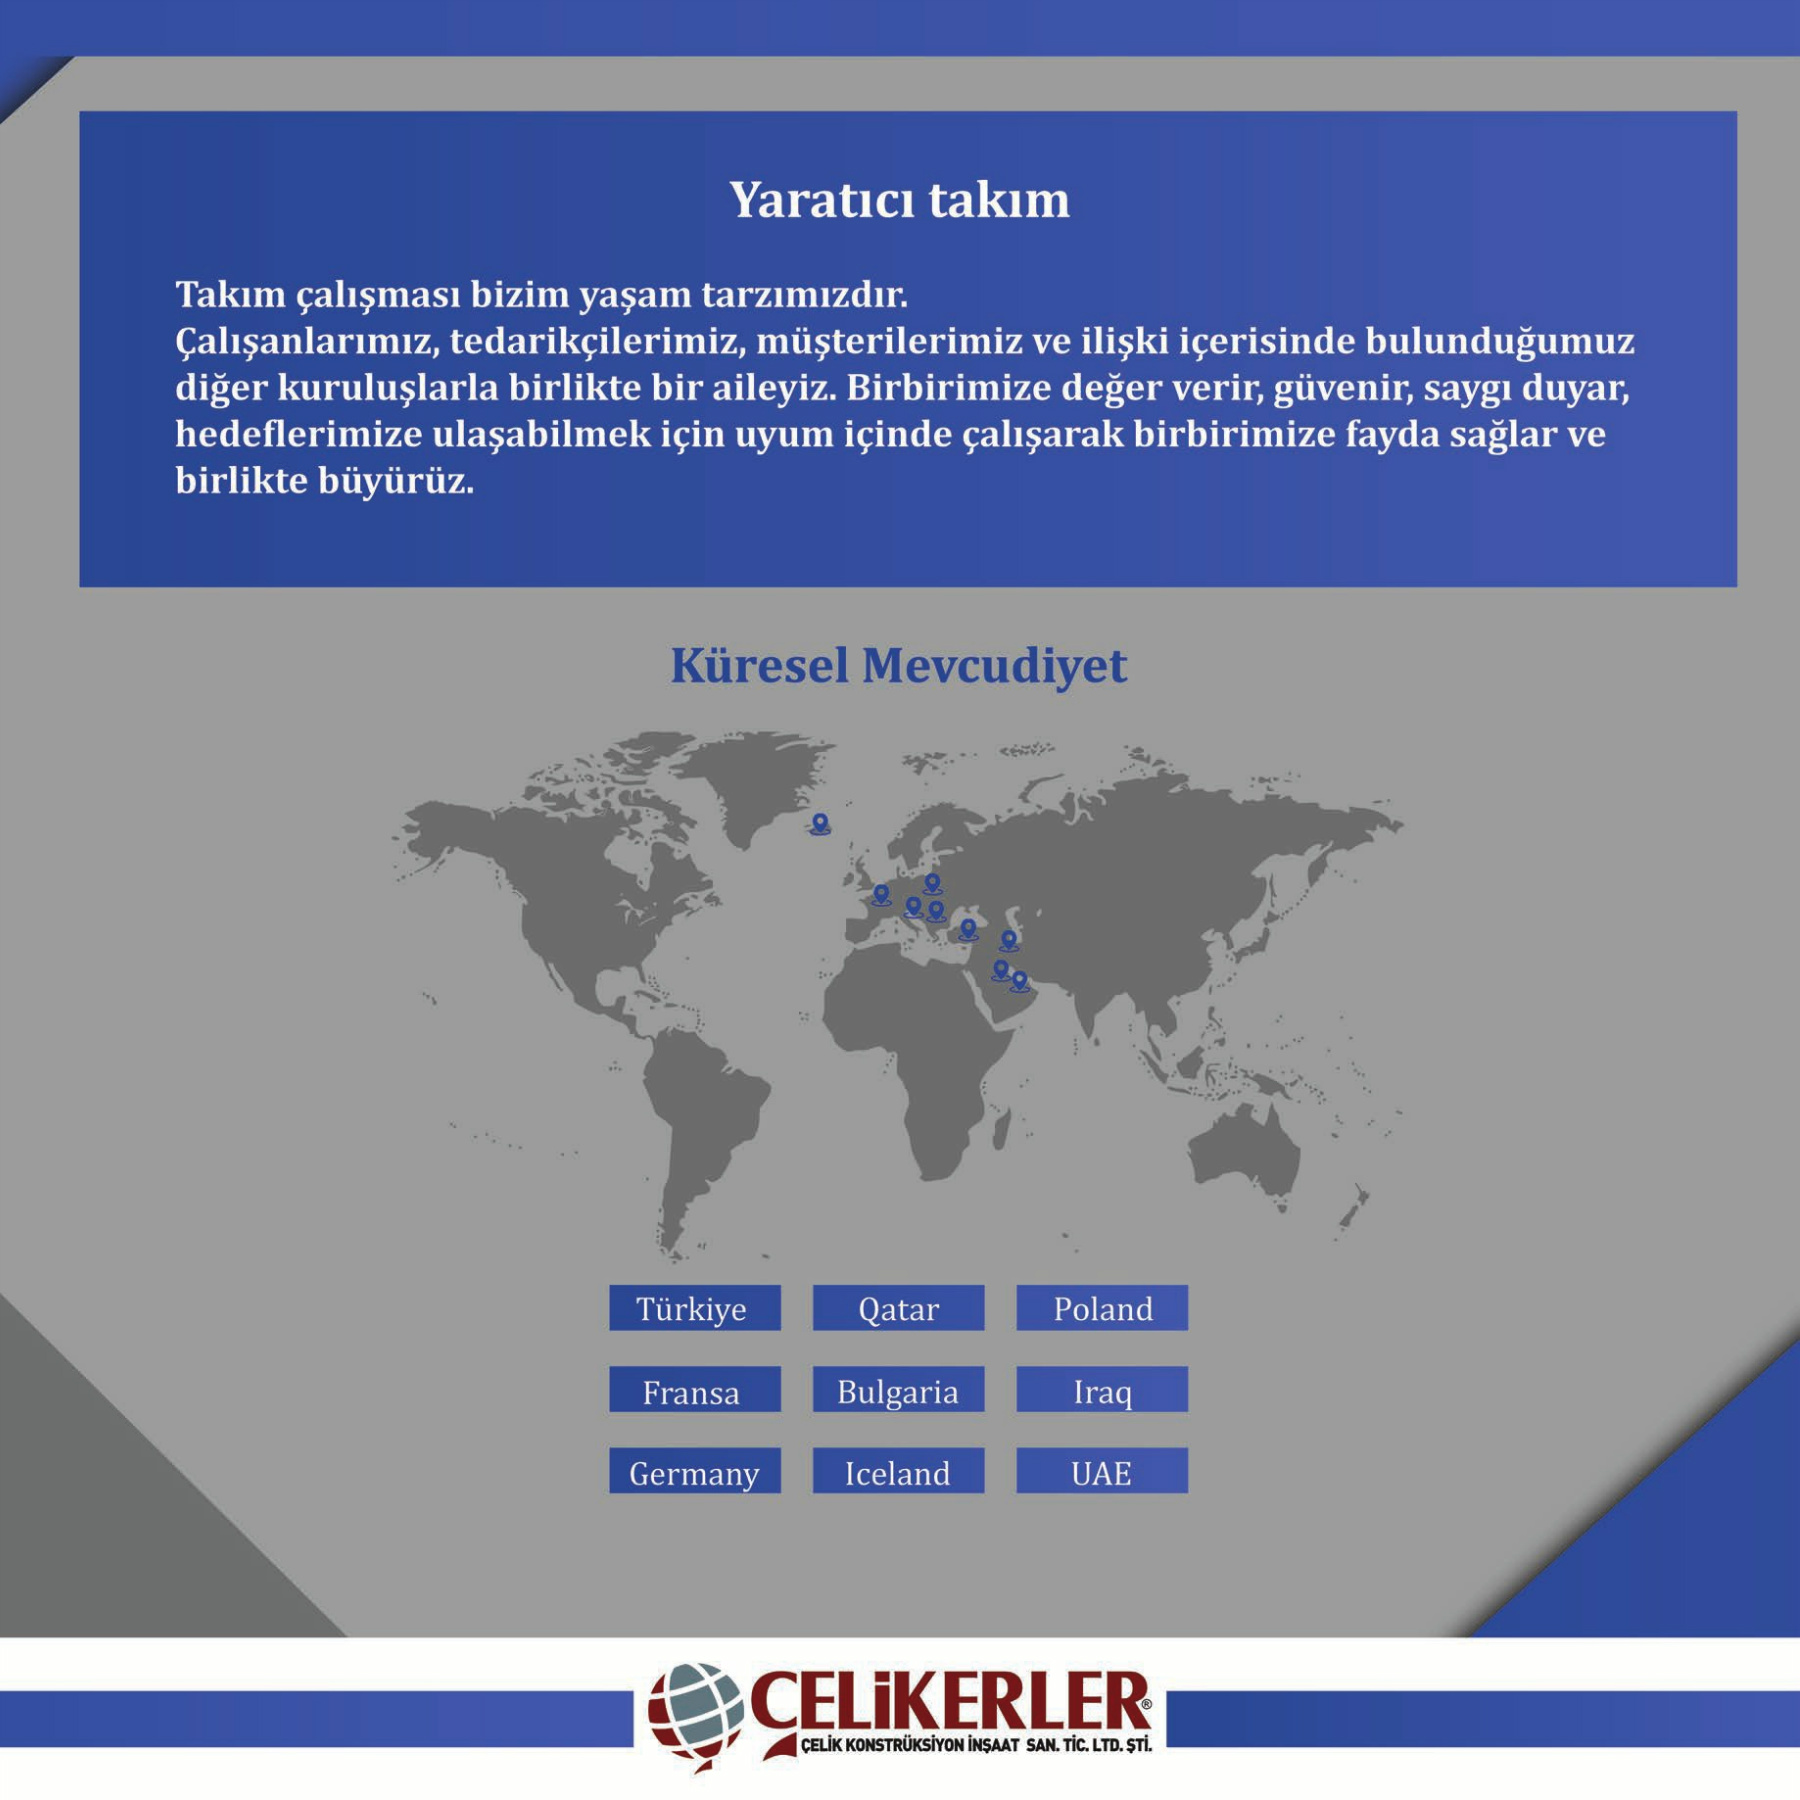 Yaratıcı takım
Takım çalışması bizim yaşam tarzımızdır.
Çalışanlarımız, tedarikçilerimiz, müşterilerimiz ve ilişki içerisinde bulunduğumuz
diğer kuruluşlarla birlikte bir aileyiz. Birbirimize değer verir, güvenir, saygı duyar,
hedeflerimize ulaşabilmek için uyum içinde çalışarak birbirimize fayda sağlar ve
birlikte büyürüz.
Küresel Mevcudiyet
Türkiye Qatar Poland
Fransa Bulgaria Iraq
Germany Iceland UAE
ÇELiKERLER®
ÇELİK KONSTRÜKSİYON İNŞAAT SAN. TİC. LTD. ŞTİ.